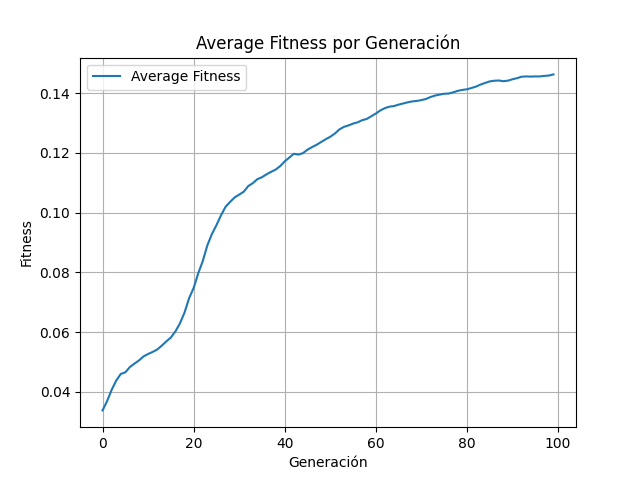 Average Fitness por Generación
Average Fitness
Fitness
0.14
0.12
0.10
0.08
0.06
0.04
0 20 40 60 80 100
Generación